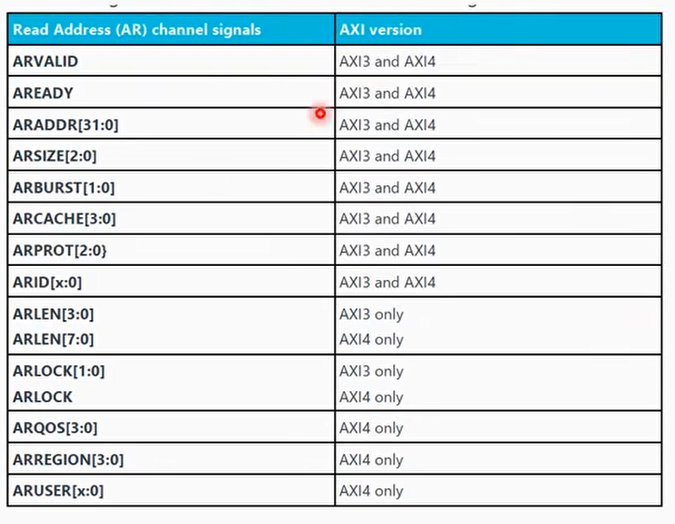 Read Address (AR) channel signals AXI version
ARVALID AXI3 and AXI4
AREADY AXI3 and AXI4
ARADDR[31:0] AXI3 and AXI4
ARSIZE[2:0] AXI3 and AXI4
ARBURST[1:0] AXI3 and AXI4
ARCACHE[3:0] AXI3 and AXI4
ARPROT[2:0} AXI3 and AXI4
ARID[x:0] AXI3 and AXI4
ARLEN[3:0] AXI3 only
ARLEN[7:0] AXI4 only
ARLOCK[1:0] AXI3 only
ARLOCK AXI4 only
ARQOS[3:0] AXI4 only
ARREGION[3:0] AXI4 only
ARUSER[x:0] AXI4 only